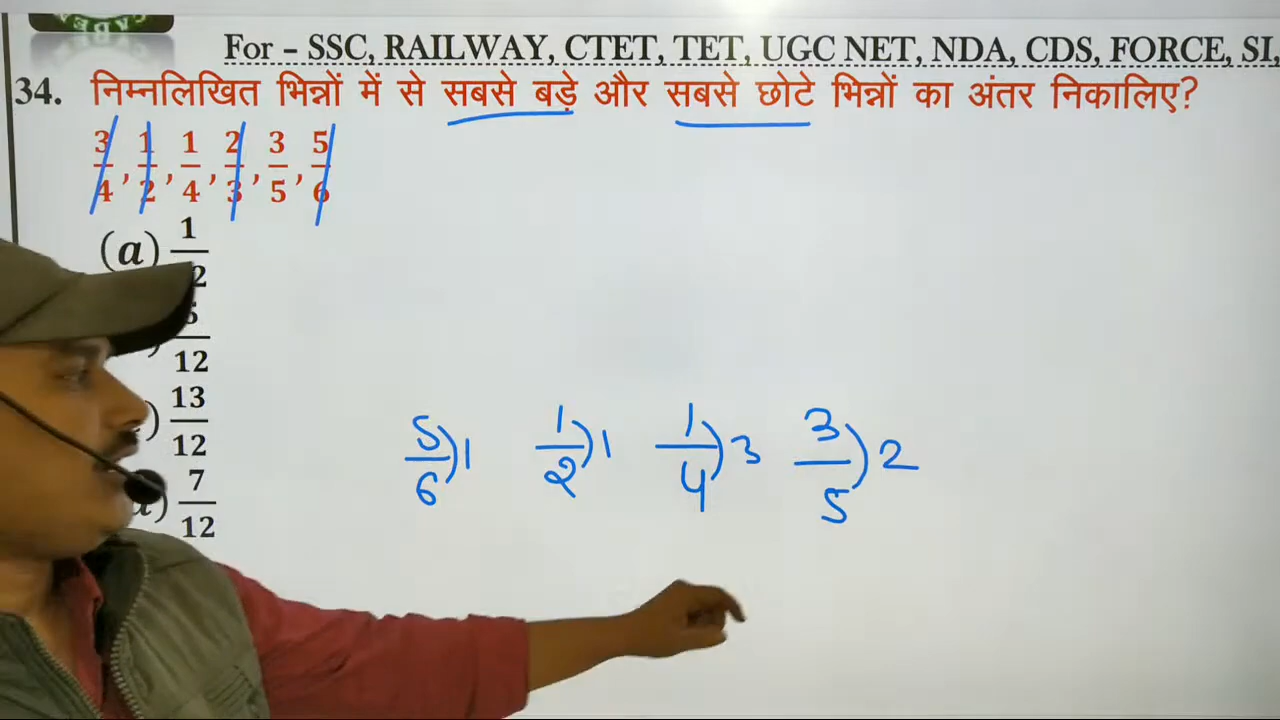 For – SSC, RAILWAY, CTET, TET, UGC NET, NDA, CDS, FORCE, SI,
34. निम्नलिखित भिन्नों में से सबसे बड़े और सबसे छोटे भिन्नों का अंतर निकालिए?
3/4, 1/2, 1/4, 2/3, 3/5, 5/6
(a) 1/
/12
) 13/12
) 7/12
5/6)1 1/2)1 1/4)3 3/5)2